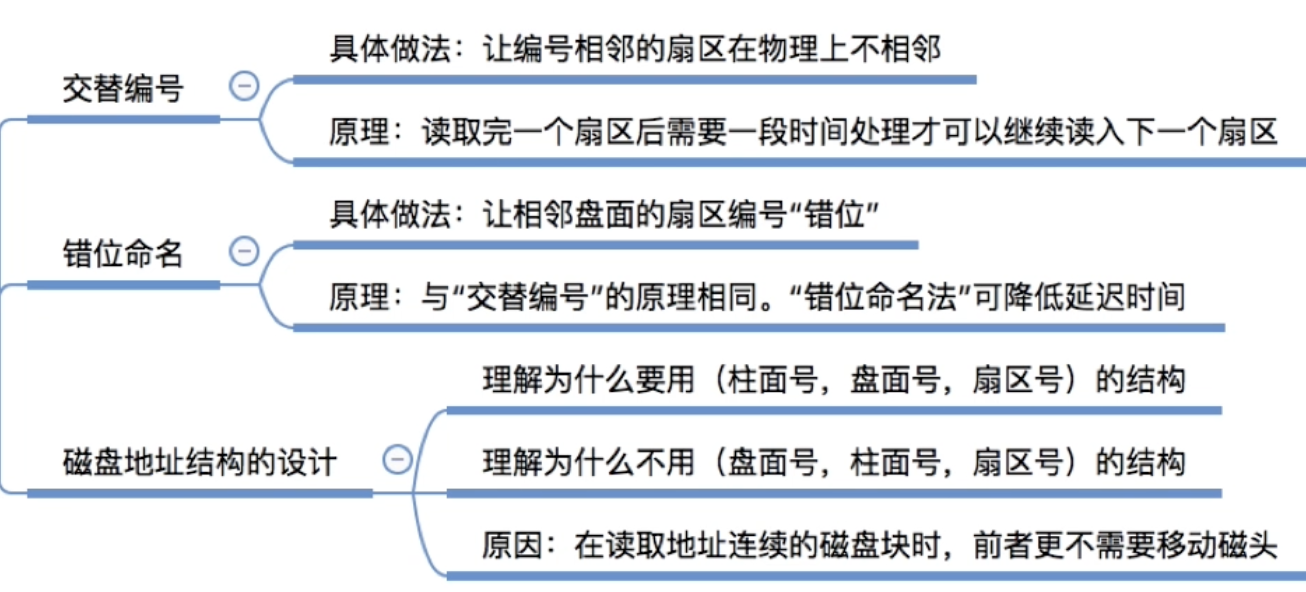 交替编号
具体做法：让编号相邻的扇区在物理上不相邻
原理：读取完一个扇区后需要一段时间处理才可以继续读入下一个扇区
错位命名
具体做法：让相邻盘面的扇区编号“错位”
原理：与“交替编号”的原理相同。“错位命名法”可降低延迟时间
磁盘地址结构的设计
理解为什么要用（柱面号，盘面号，扇区号）的结构
理解为什么不用（盘面号，柱面号，扇区号）的结构
原因：在读取地址连续的磁盘块时，前者更不需要移动磁头